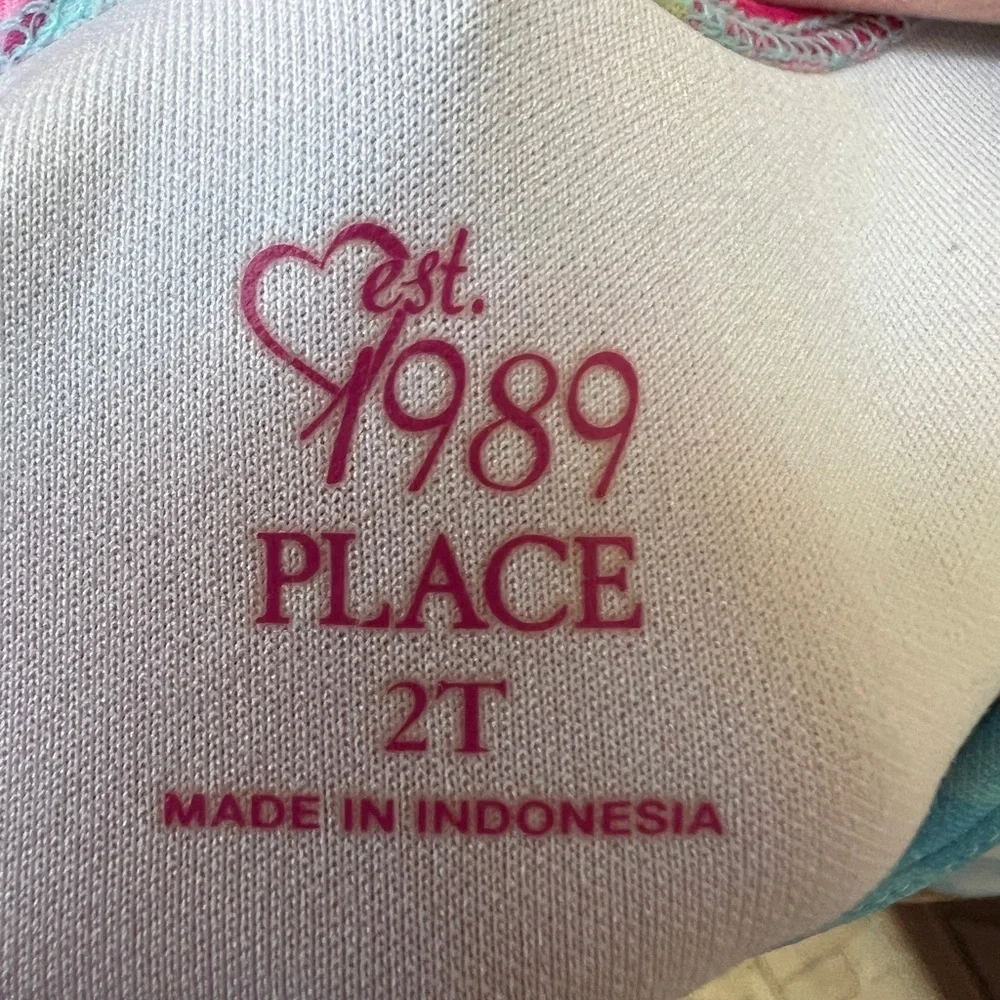 est.
1989
PLACE
2T
MADE IN INDONESIA